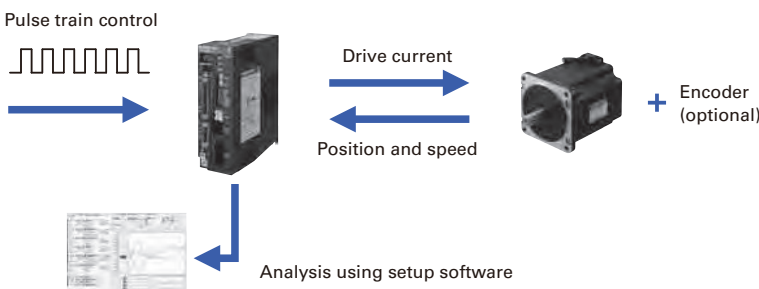 Pulse train control
Drive current
Encoder
(optional)
Position and speed
Analysis using setup software